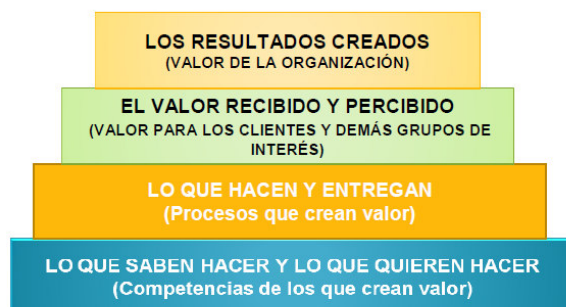 LOS RESULTADOS CREADOS
(VALOR DE LA ORGANIZACIÓN)
EL VALOR RECIBIDO Y PERCIBIDO
(VALOR PARA LOS CLIENTES Y DEMÁS GRUPOS DE
INTERÉS)
LO QUE HACEN Y ENTREGAN
(Procesos que crean valor)
LO QUE SABEN HACER Y LO QUE QUIEREN HACER
(Competencias de los que crean valor)